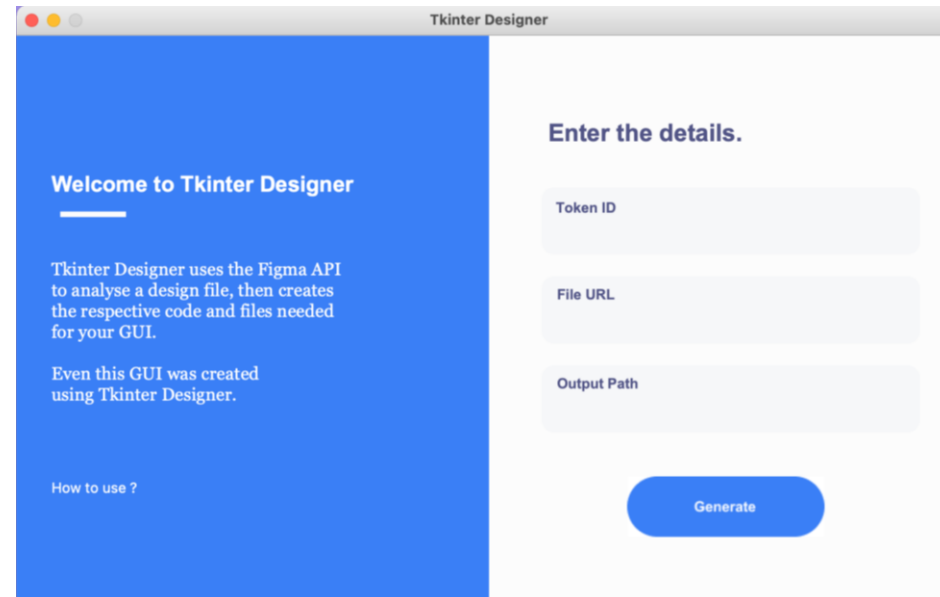 Tkinter Designer
Welcome to Tkinter Designer
Tkinter Designer uses the Figma API
to analyse a design file, then creates
the respective code and files needed
for your GUI.
Even this GUI was created
using Tkinter Designer.
How to use ?
Enter the details.
Token ID
File URL
Output Path
Generate